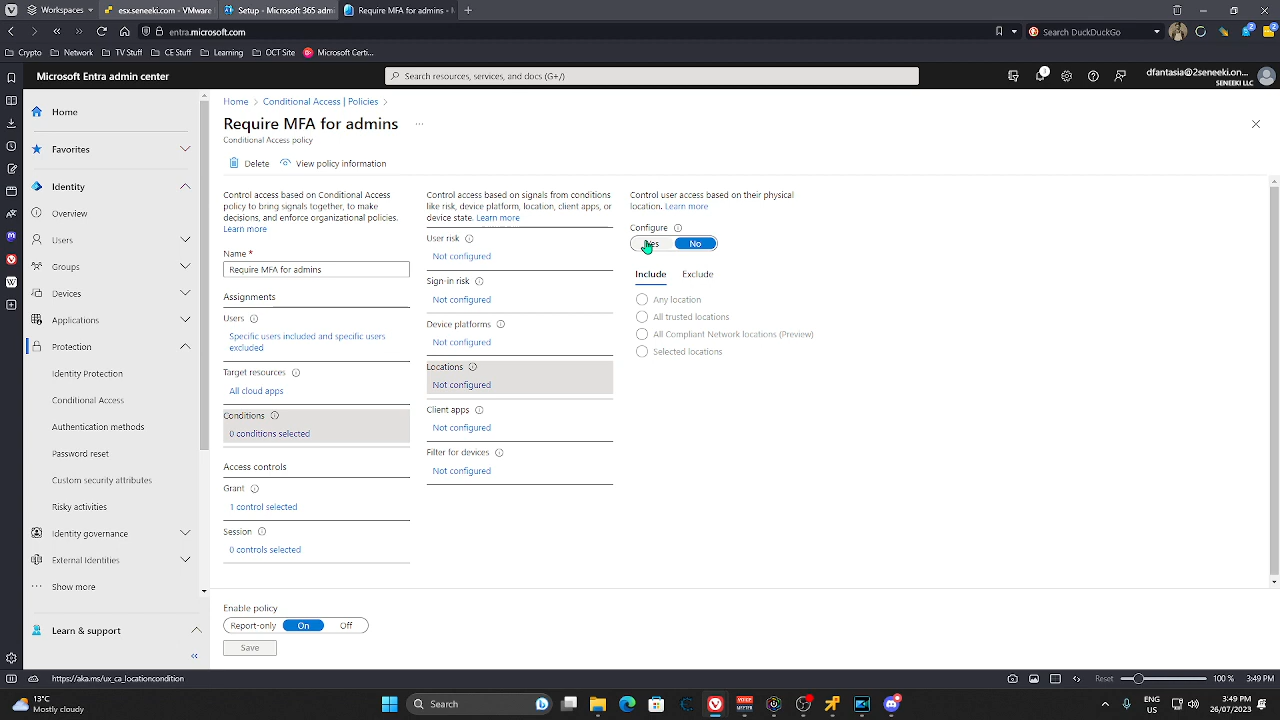 Workspaces
esx.seneeki.com - VMware
Setup - Microsoft 365 adm
Require MFA for admins - M
entra.microsoft.com
Search DuckDuckGo
2
2
Crypto
Network
TV Stuff
CE Stuff
Learning
OCT Site
Microsoft Certi...
Microsoft Entra admin center
Search resources, services, and docs (G+/)
1
dfantasia@2seneeki.on...
SENEEKI LLC
Home
Favorites
Identity
Overview
Users
Groups
Devices
Applications
Protection
Identity Protection
Conditional Access
Authentication methods
Password reset
Custom security attributes
Risky activities
Identity governance
External Identities
Show more
Learn & support
Home > Conditional Access | Policies >
Require MFA for admins ...
Conditional Access policy
Delete
View policy information
Control access based on Conditional Access
policy to bring signals together, to make
decisions, and enforce organizational policies.
Learn more
Name *
Require MFA for admins
Assignments
Users
Specific users included and specific users
excluded
Target resources
All cloud apps
Conditions
0 conditions selected
Access controls
Grant
1 control selected
Session
0 controls selected
Control access based on signals from conditions
like risk, device platform, location, client apps, or
device state. Learn more
User risk
Not configured
Sign-in risk
Not configured
Device platforms
Not configured
Locations
Not configured
Client apps
Not configured
Filter for devices
Not configured
Control user access based on their physical
location. Learn more
Configure
Yes No
Include Exclude
Any location
All trusted locations
All Compliant Network locations (Preview)
Selected locations
Enable policy
Report-only On Off
Save
https://aka.ms/ux_ca_locationcondition
Reset
100 %
3:49 PM
13°C
Mostly cloudy
Search
ENG
US
3:49 PM
26/07/2023